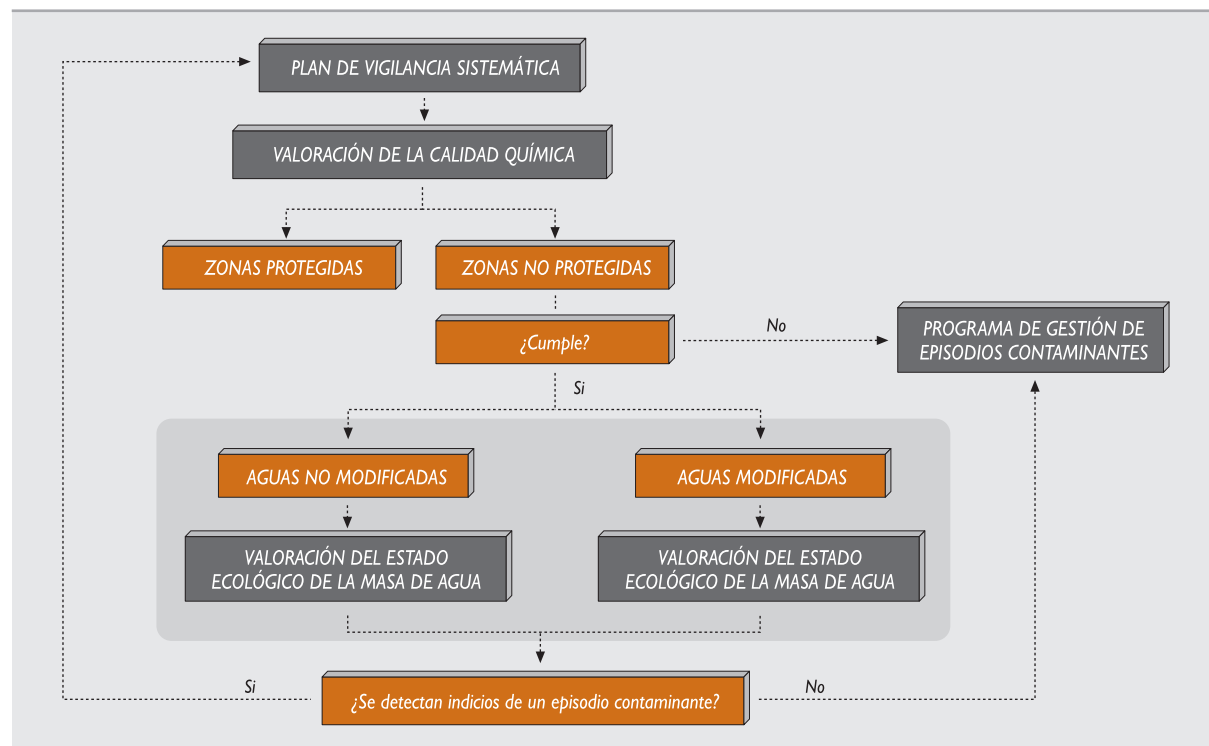 PLAN DE VIGILANCIA SISTEMÁTICA
VALORACIÓN DE LA CALIDAD QUÍMICA
ZONAS PROTEGIDAS
ZONAS NO PROTEGIDAS
¿Cumple?
No
PROGRAMA DE GESTIÓN DE
EPISODIOS CONTAMINANTES
Si
AGUAS NO MODIFICADAS
AGUAS MODIFICADAS
VALORACIÓN DEL ESTADO
ECOLÓGICO DE LA MASA DE AGUA
VALORACIÓN DEL ESTADO
ECOLÓGICO DE LA MASA DE AGUA
Si
¿Se detectan indicios de un episodio contaminante?
No